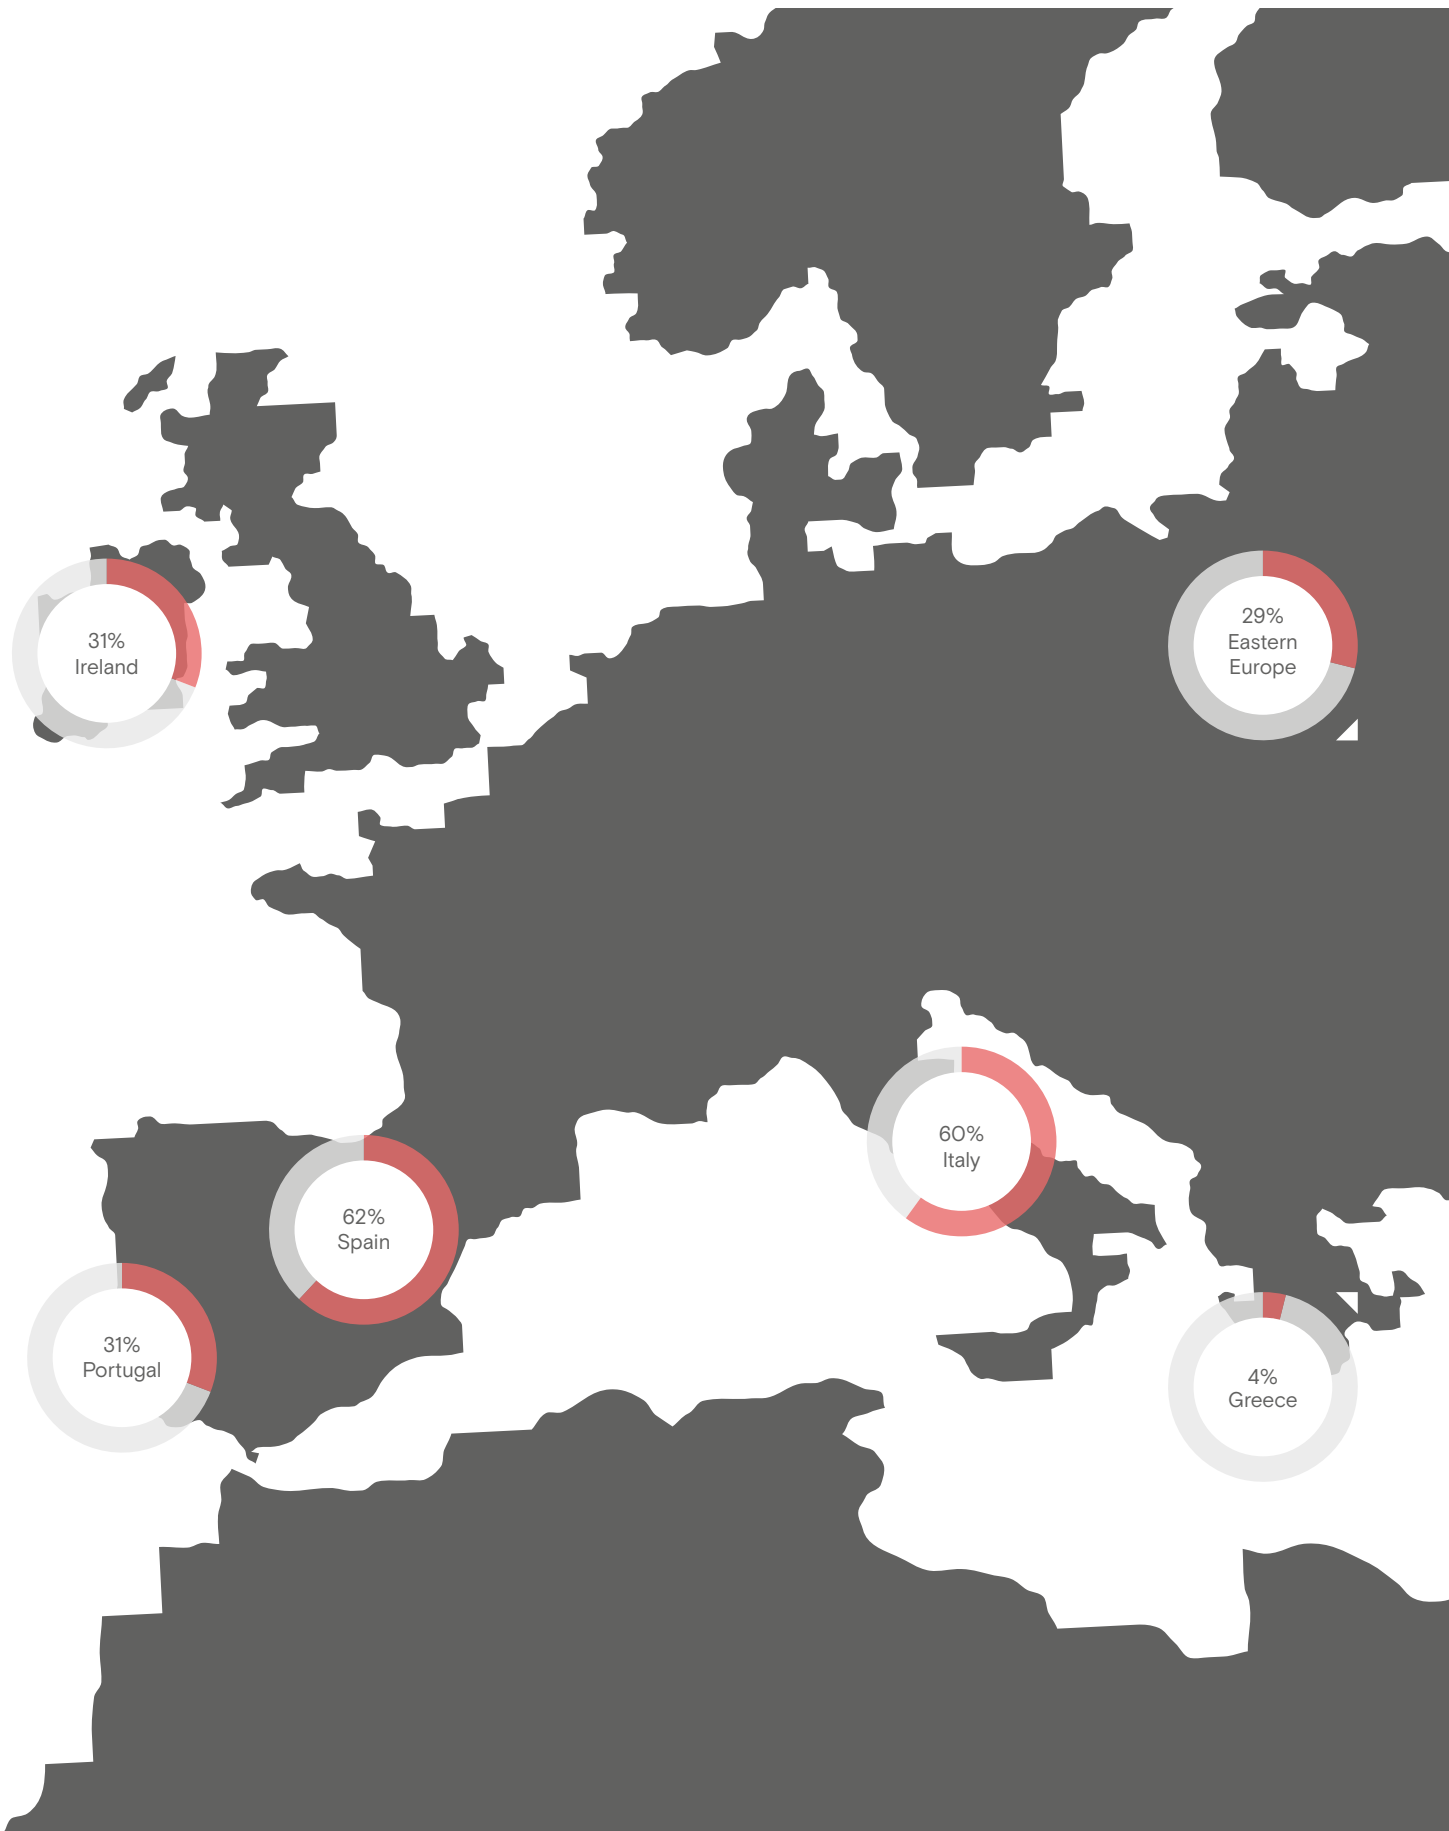 29%
Eastern
Europe
31%
Ireland
60%
Italy
62%
Spain
31%
Portugal
4%
Greece